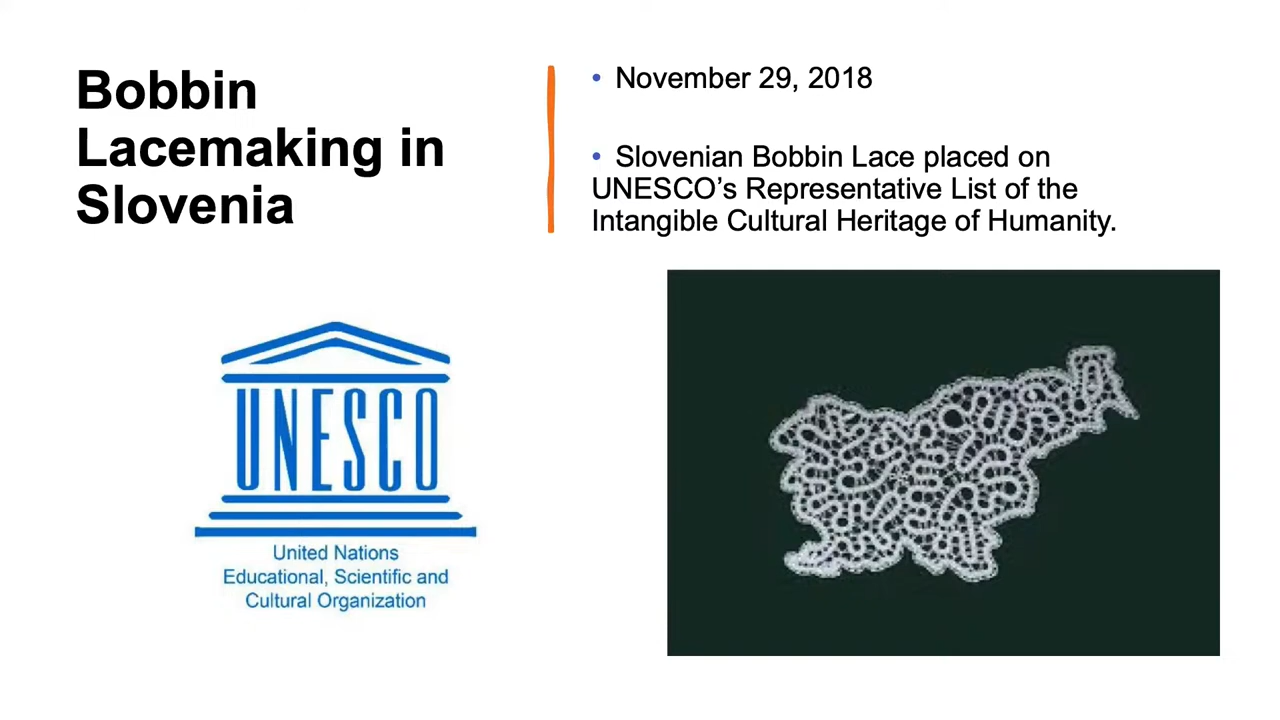 Bobbin
Lacemaking in
Slovenia
• November 29, 2018
• Slovenian Bobbin Lace placed on
UNESCO’s Representative List of the
Intangible Cultural Heritage of Humanity.
UNESCO
United Nations
Educational, Scientific and
Cultural Organization